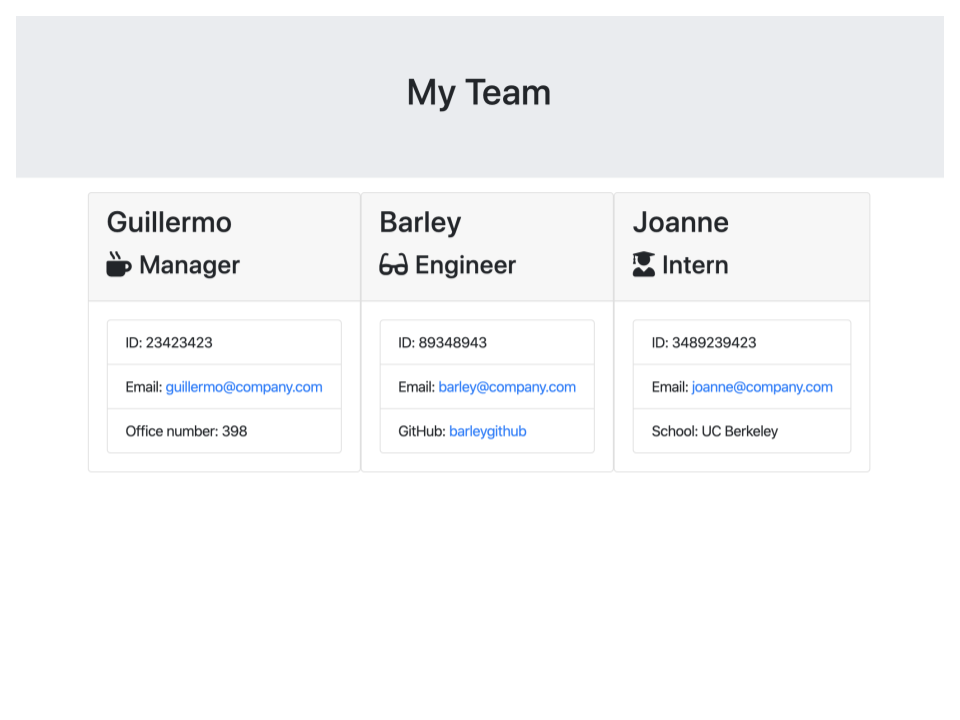 My Team
Guillermo
Manager
ID: 23423423
Email: guillermo@company.com
Office number: 398
Barley
Engineer
ID: 89348943
Email: barley@company.com
GitHub: barleygithub
Joanne
Intern
ID: 3489239423
Email: joanne@company.com
School: UC Berkeley